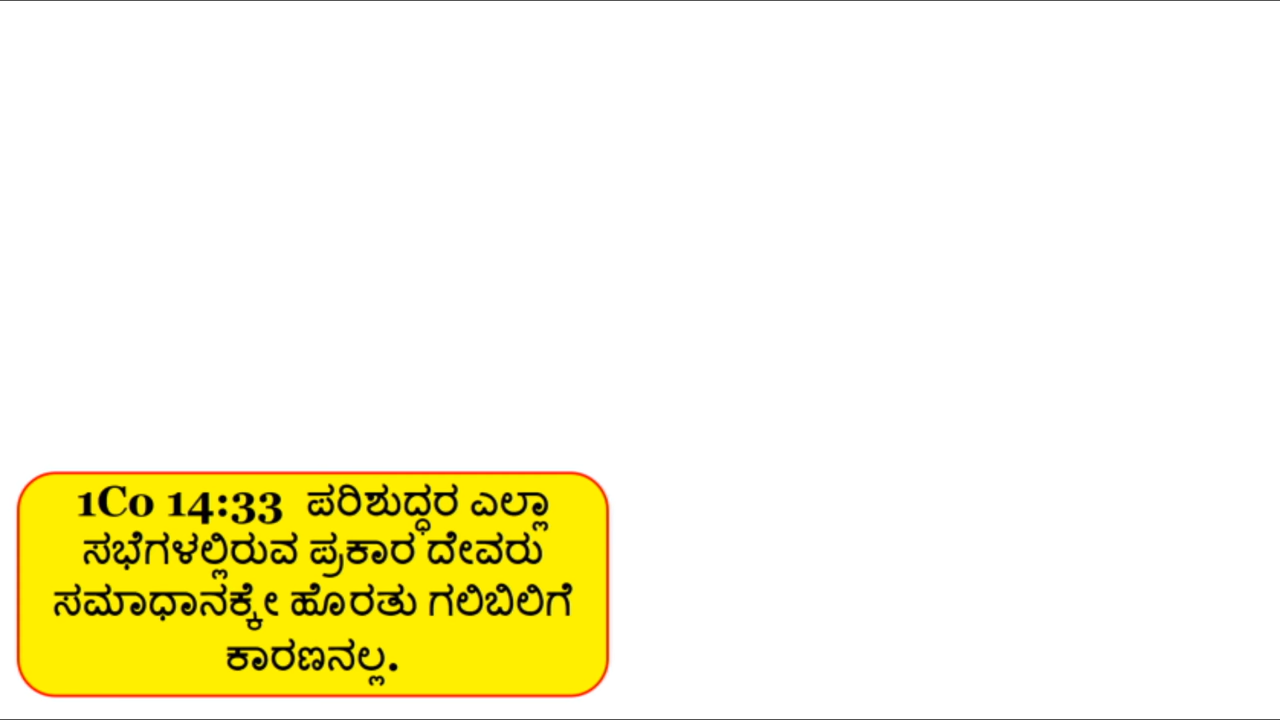 1Co 14:33 ಪರಿಶುದ್ಧರ ಎಲ್ಲಾ
ಸಭೆಗಳಲ್ಲಿರುವ ಪ್ರಕಾರ ದೇವರು
ಸಮಾಧಾನಕ್ಕೇ ಹೊರತು ಗಲಿಬಿಲಿಗೆ
ಕಾರಣನಲ್ಲ.